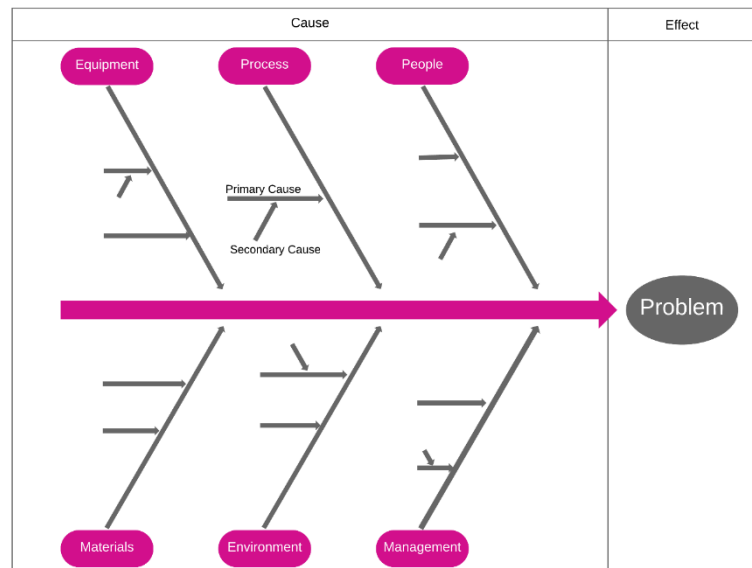 Cause
Effect
Equipment
Process
People
Primary Cause
Secondary Cause
Problem
Materials
Environment
Management